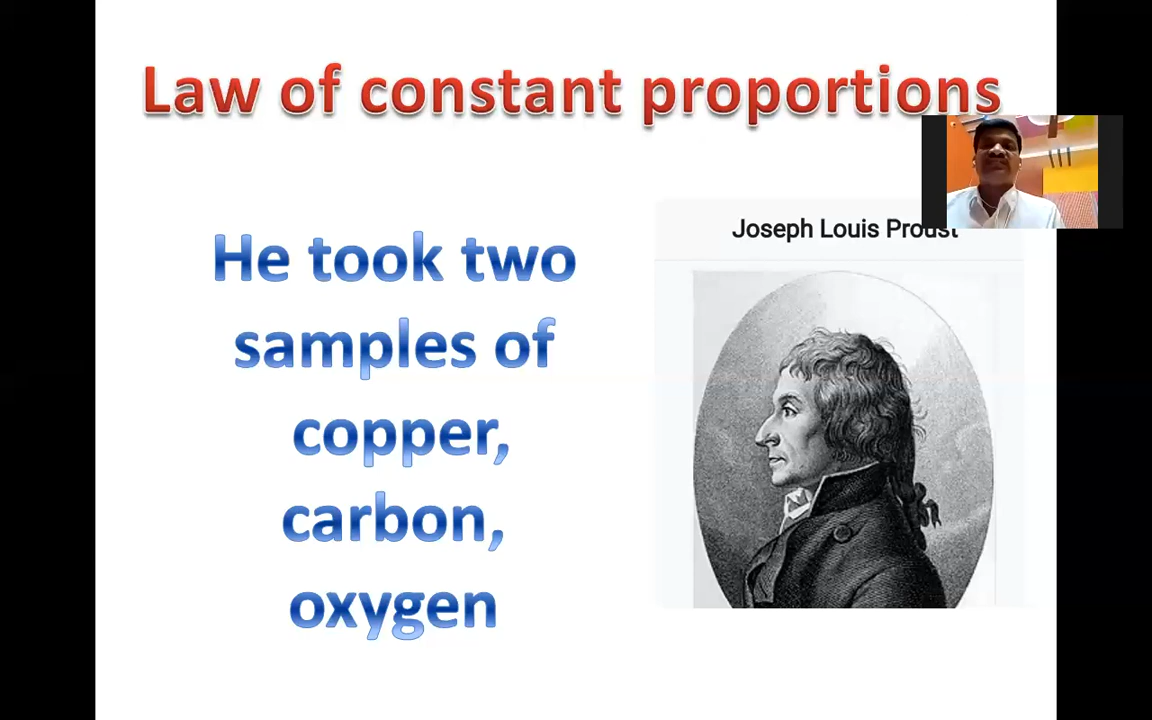 Law of constant proportions
Joseph Louis Proust
He took two
samples of
copper,
carbon,
oxygen